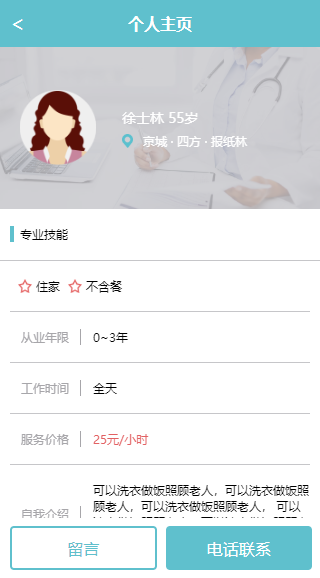 <
个人主页
徐士林 55岁
京城 · 四方 · 报纸林
专业技能
住家 不含餐
从业年限 0~3年
工作时间 全天
服务价格 25元/小时
自我介绍
可以洗衣做饭照顾老人，可以洗衣做饭照顾老人，可以洗衣做饭照顾老人， 可以
留言 电话联系